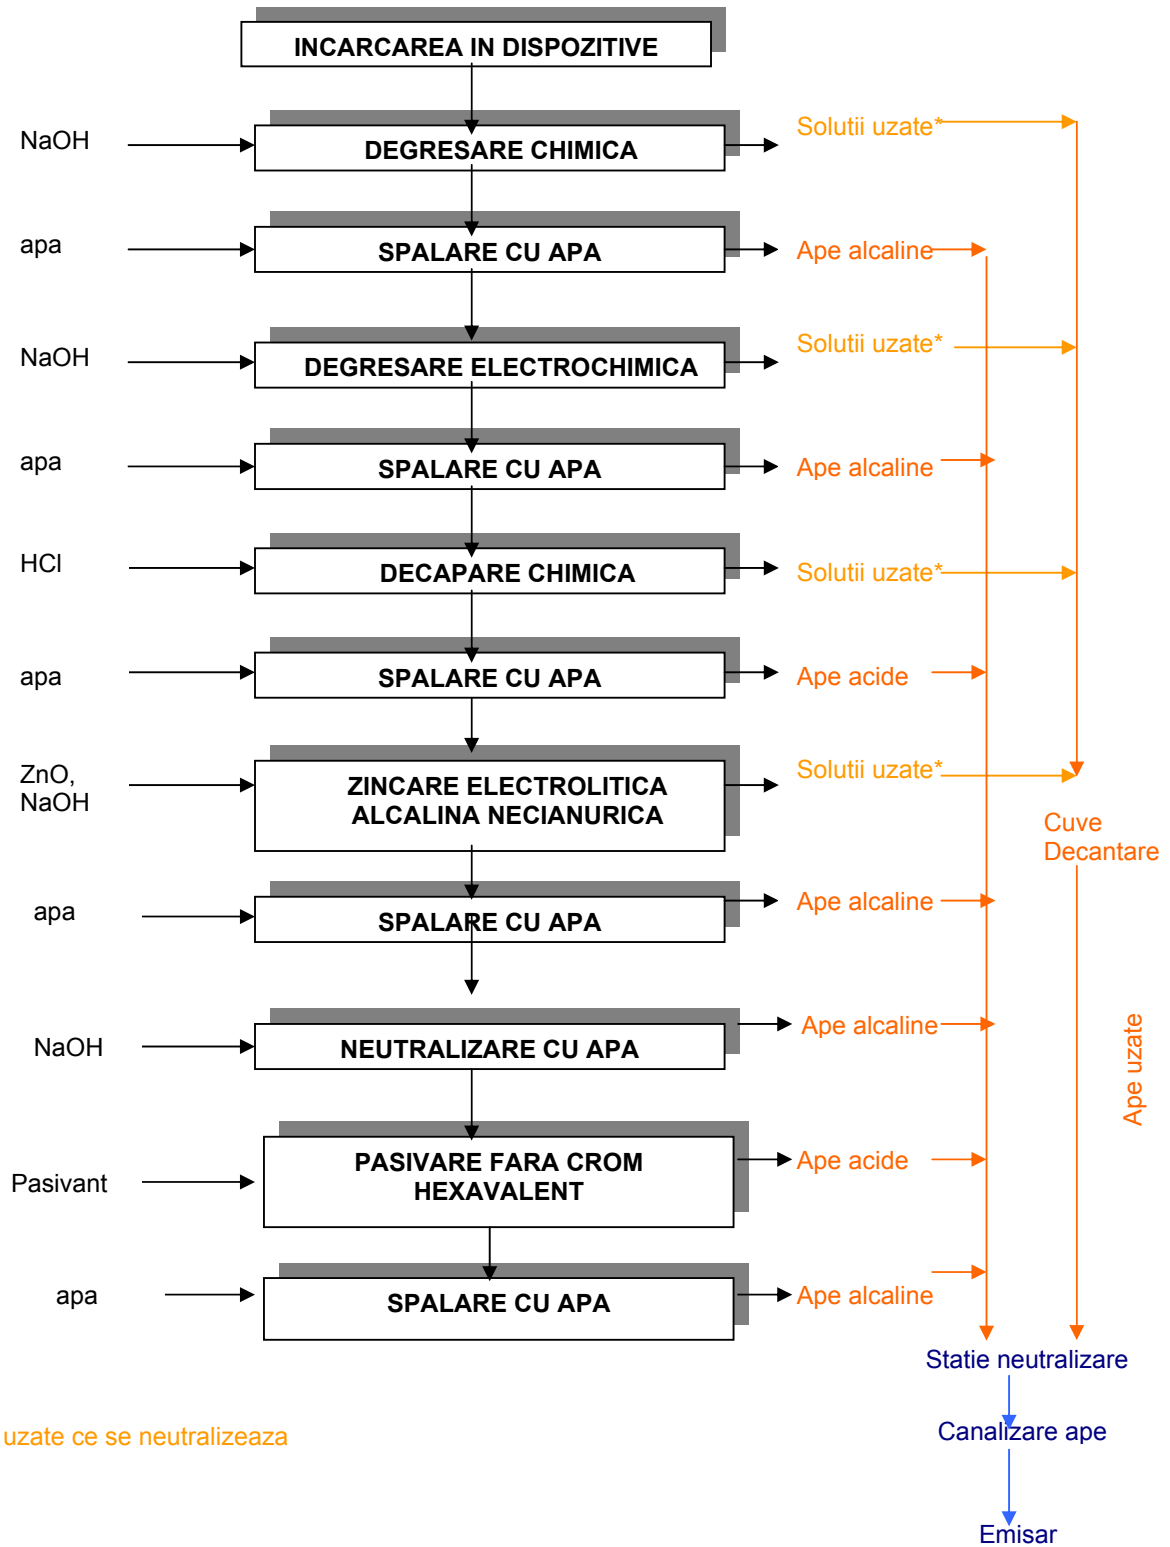 INCARCAREA IN DISPOZITIVE
NaOH
DEGRESARE CHIMICA
Solutii uzate*
apa
SPALARE CU APA
Ape alcaline
NaOH
DEGRESARE ELECTROCHIMICA
Solutii uzate*
apa
SPALARE CU APA
Ape alcaline
HCl
DECAPARE CHIMICA
Solutii uzate*
apa
SPALARE CU APA
Ape acide
ZnO,
NaOH
ZINCARE ELECTROLITICA
ALCALINA NECIANURICA
Solutii uzate*
Cuve
Decantare
apa
SPALARE CU APA
Ape alcaline
NaOH
NEUTRALIZARE CU APA
Ape alcaline
Ape uzate
Pasivant
PASIVARE FARA CROM
HEXAVALENT
Ape acide
apa
SPALARE CU APA
Ape alcaline
Statie neutralizare
uzate ce se neutralizeaza
Canalizare ape
Emisar